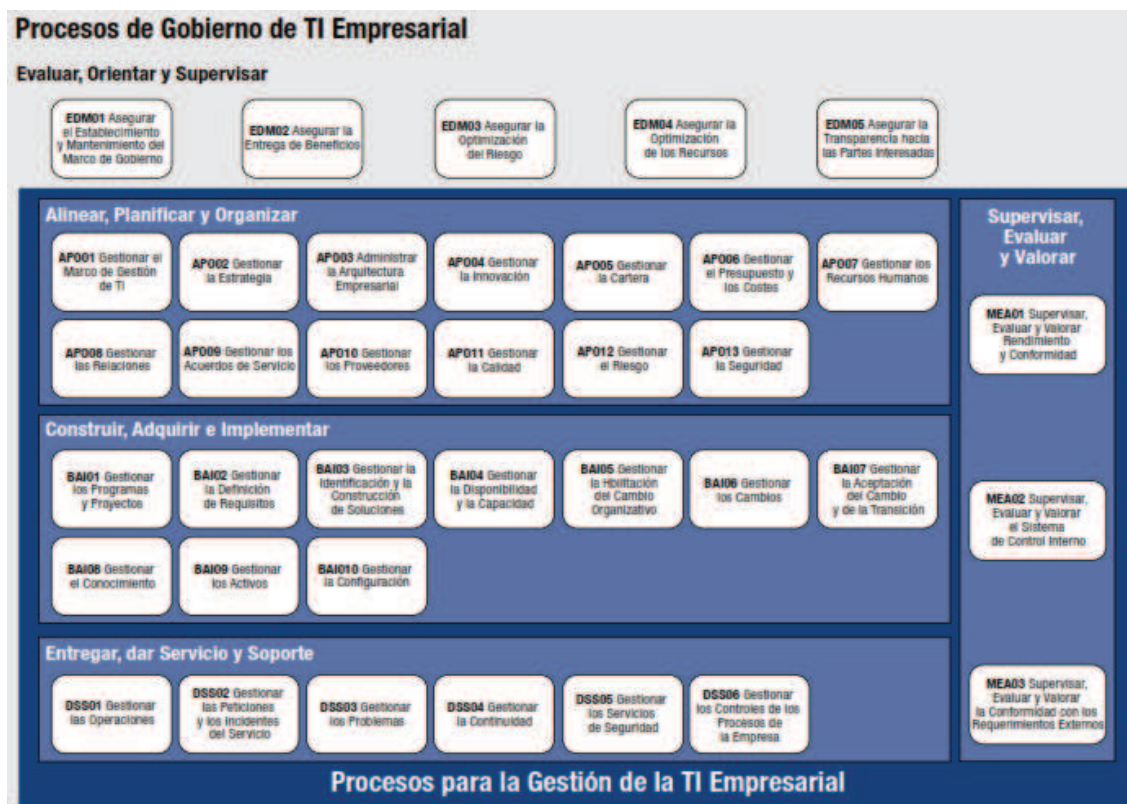 Procesos de Gobierno de TI Empresarial
Evaluar, Orientar y Supervisar
EDM01 Asegurar
el Establecimiento
y Mantenimiento del
Marco de Gobierno
EDM02 Asegurar la
Entrega de Beneficios
EDM03 Asegurar la
Optimización
del Riesgo
EDM04 Asegurar la
Optimización
de los Recursos
EDM05 Asegurar la
Transparencia hacia
las Partes Interesadas
Alinear, Planificar y Organizar
APO01 Gestionar el
Marco de Gestión
de TI
APO02 Gestionar
la Estrategia
APO03 Administrar
la Arquitectura
Empresarial
APO04 Gestionar
la Innovación
APO05 Gestionar
la Cartera
APO06 Gestionar
el Presupuesto y
los Costes
APO07 Gestionar los
Recursos Humanos
APO08 Gestionar
las Relaciones
APO09 Gestionar los
Acuerdos de Servicio
APO10 Gestionar
los Proveedores
APO11 Gestionar
la Calidad
APO12 Gestionar
el Riesgo
APO13 Gestionar
la Seguridad
Construir, Adquirir e Implementar
BAI01 Gestionar
los Programas
y Proyectos
BAI02 Gestionar
la Definición
de Requisitos
BAI03 Gestionar la
Identificación y la
Construcción
de Soluciones
BAI04 Gestionar
la Disponibilidad
y la Capacidad
BAI05 Gestionar
la Hbilitación
del Cambio
Organizativo
BAI06 Gestionar
los Cambios
BAI07 Gestionar
la Aceptación
del Cambio
y de la Transición
BAI08 Gestionar
el Conocimiento
BAI09 Gestionar
los Activos
BAI010 Gestionar
la Configuración
Entregar, dar Servicio y Soporte
DSS01 Gestionar
las Operaciones
DSS02 Gestionar
las Peticiones
y los Incidentes
del Servicio
DSS03 Gestionar
los Problemas
DSS04 Gestionar
la Continuidad
DSS05 Gestionar
los Servicios
de Seguridad
DSS06 Gestionar
los Controles de los
Procesos de
la Empresa
Supervisar,
Evaluar
y Valorar
MEA01 Supervisar,
Evaluar y Valorar
Rendimiento
y Conformidad
MEA02 Supervisar,
Evaluar y Valorar
el Sistema
de Control Interno
MEA03 Supervisar,
Evaluar y Valorar
la Conformidad con los
Requerimientos Externos
Procesos para la Gestión de la TI Empresarial